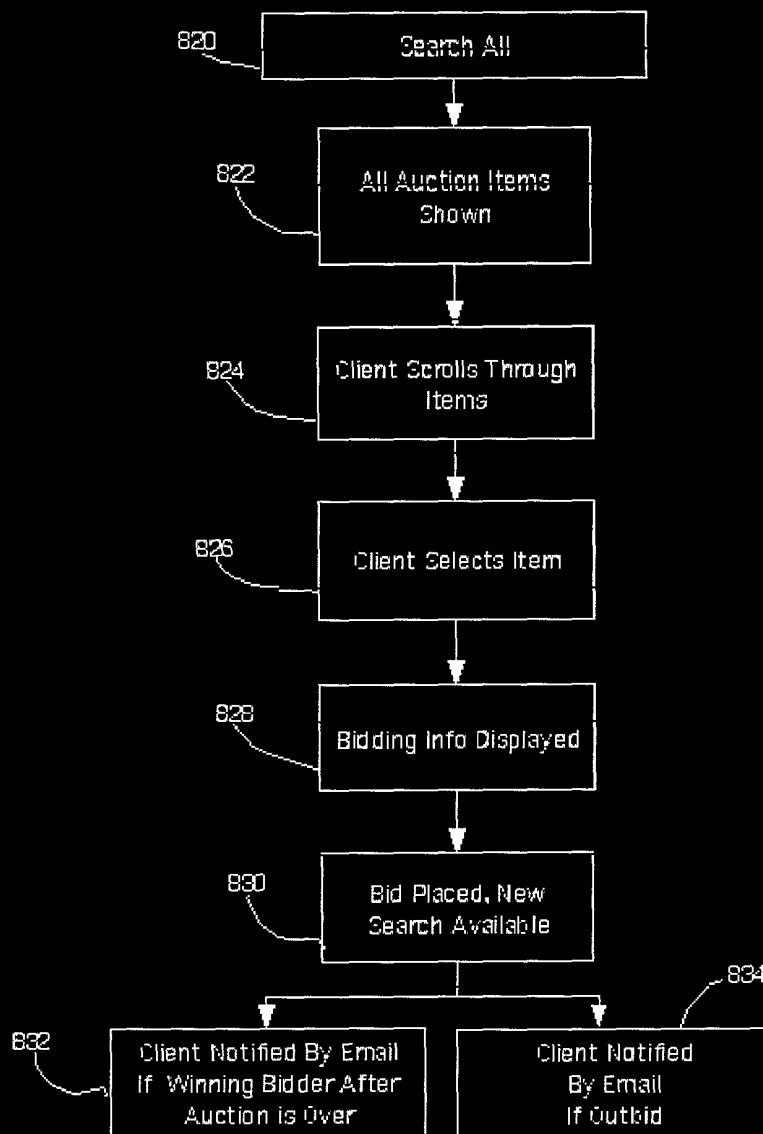 820
Search All
822
All Auction Items
Shown
824
Client Scrolls Through
Items
826
Client Selects Item
828
Bidding Info Displayed
830
Bid Placed, New
Search Available
834
832
Client Notified By Email
If Winning Bidder After
Auction is Over
Client Notified
By Email
If Outbid